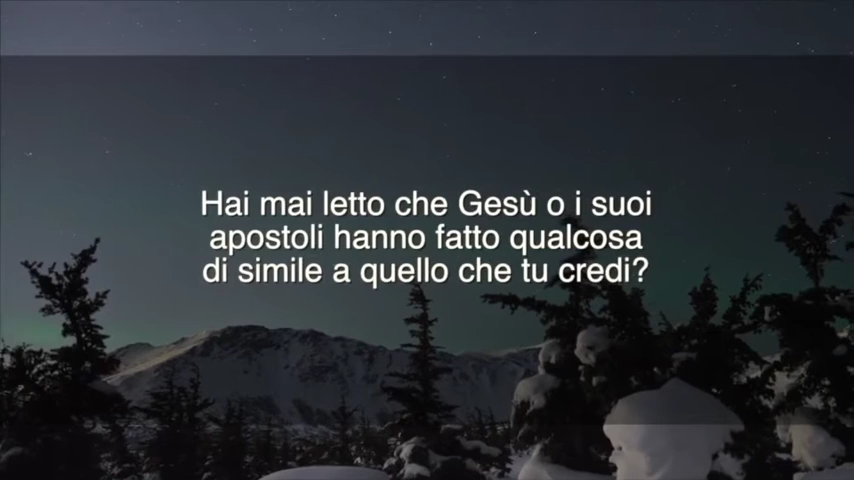 Hai mai letto che Gesù o i suoi
apostoli hanno fatto qualcosa
di simile a quello che tu credi?